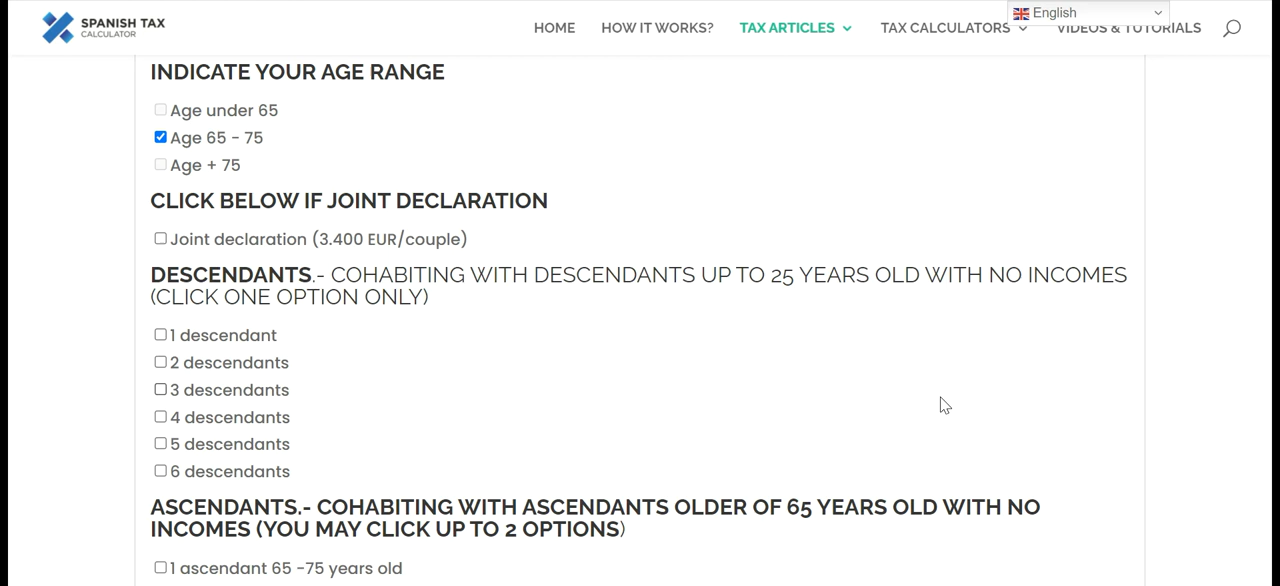 SPANISH TAX
CALCULATOR
HOME HOW IT WORKS? TAX ARTICLES TAX CALCULATORS VIDEOS & TUTORIALS
English
INDICATE YOUR AGE RANGE
Age under 65
Age 65 - 75
Age + 75
CLICK BELOW IF JOINT DECLARATION
Joint declaration (3.400 EUR/couple)
DESCENDANTS.- COHABITING WITH DESCENDANTS UP TO 25 YEARS OLD WITH NO INCOMES
(CLICK ONE OPTION ONLY)
1 descendant
2 descendants
3 descendants
4 descendants
5 descendants
6 descendants
ASCENDANTS.- COHABITING WITH ASCENDANTS OLDER OF 65 YEARS OLD WITH NO
INCOMES (YOU MAY CLICK UP TO 2 OPTIONS)
1 ascendant 65 -75 years old